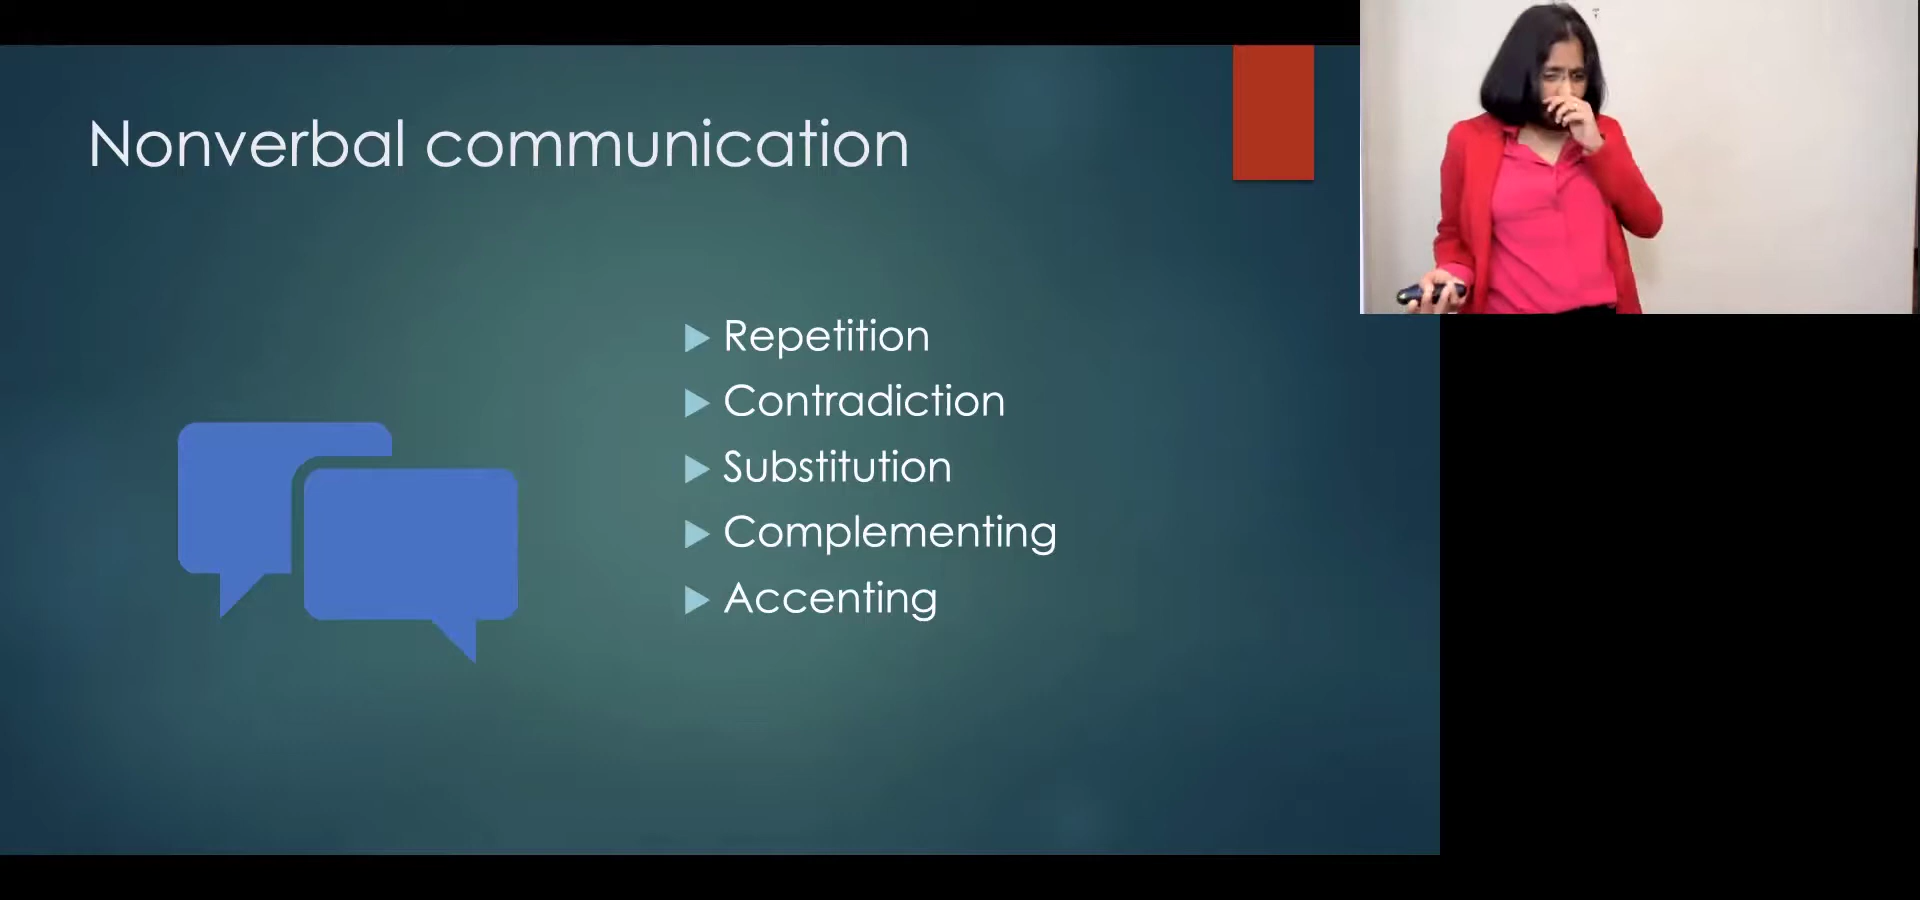 Nonverbal communication
Repetition
Contradiction
Substitution
Complementing
Accenting